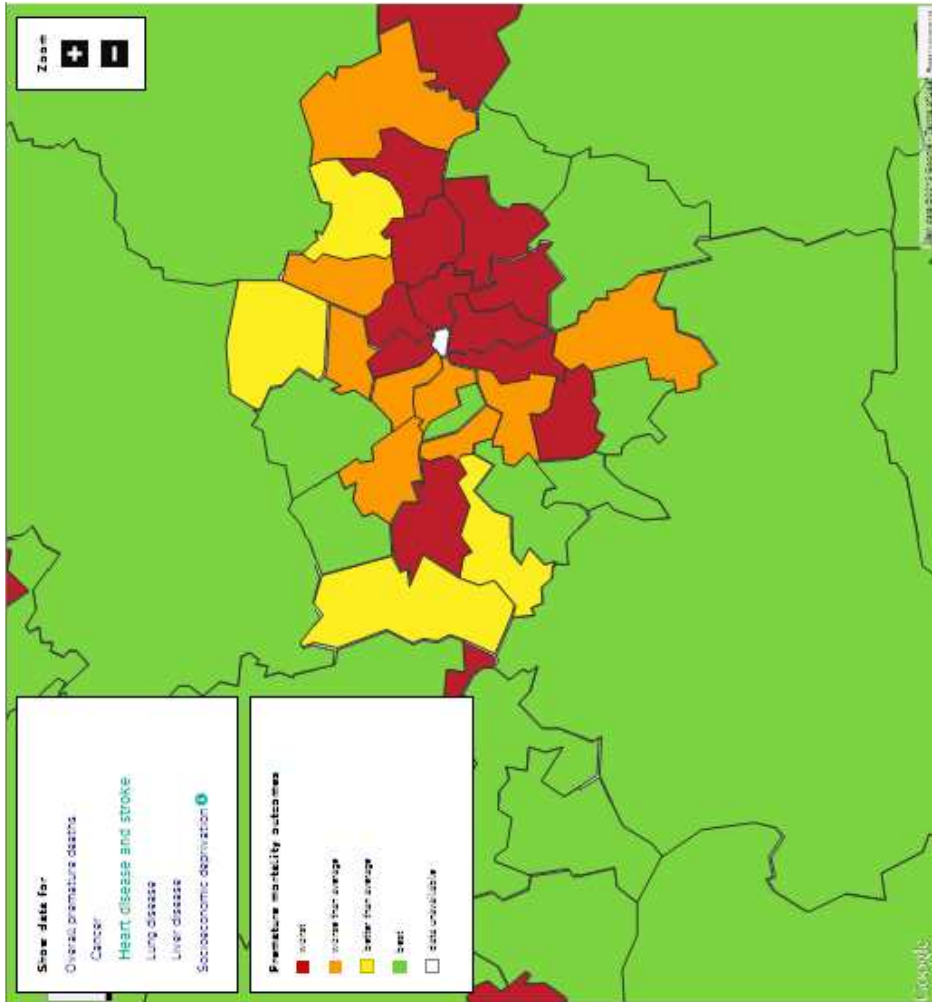 Show data for
Overall premature deaths
Cancer
Heart disease and stroke
Lung disease
Liver disease
Socioeconomic deprivation
Premature mortality outcomes
worst
worse than average
better than average
best
data unavailable
Zoom
+
−
Google